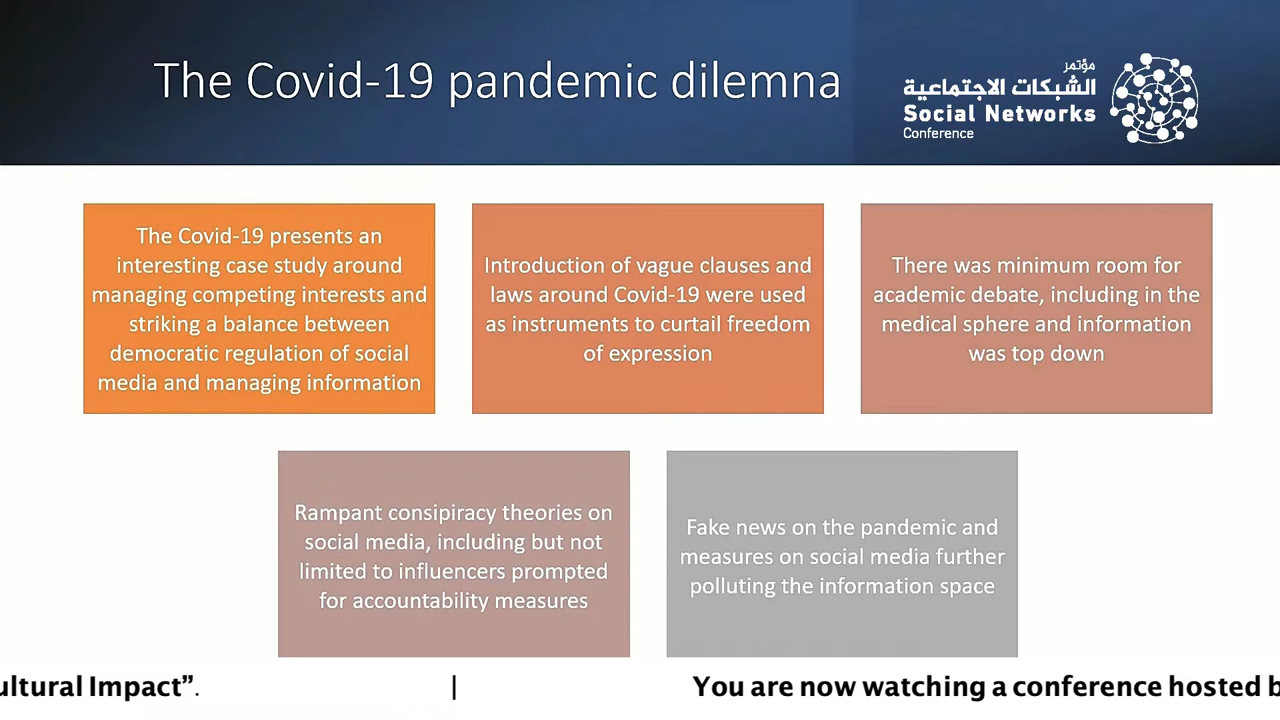 The Covid-19 pandemic dilemna
مؤتمر
الشبكات الاجتماعية
Social Networks
Conference
The Covid-19 presents an
interesting case study around
managing competing interests and
striking a balance between
democratic regulation of social
media and managing information
Introduction of vague clauses and
laws around Covid-19 were used
as instruments to curtail freedom
of expression
There was minimum room for
academic debate, including in the
medical sphere and information
was top down
Rampant consipiracy theories on
social media, including but not
limited to influencers prompted
for accountability measures
Fake news on the pandemic and
measures on social media further
polluting the information space
ultural Impact”. | You are now watching a conference hosted b